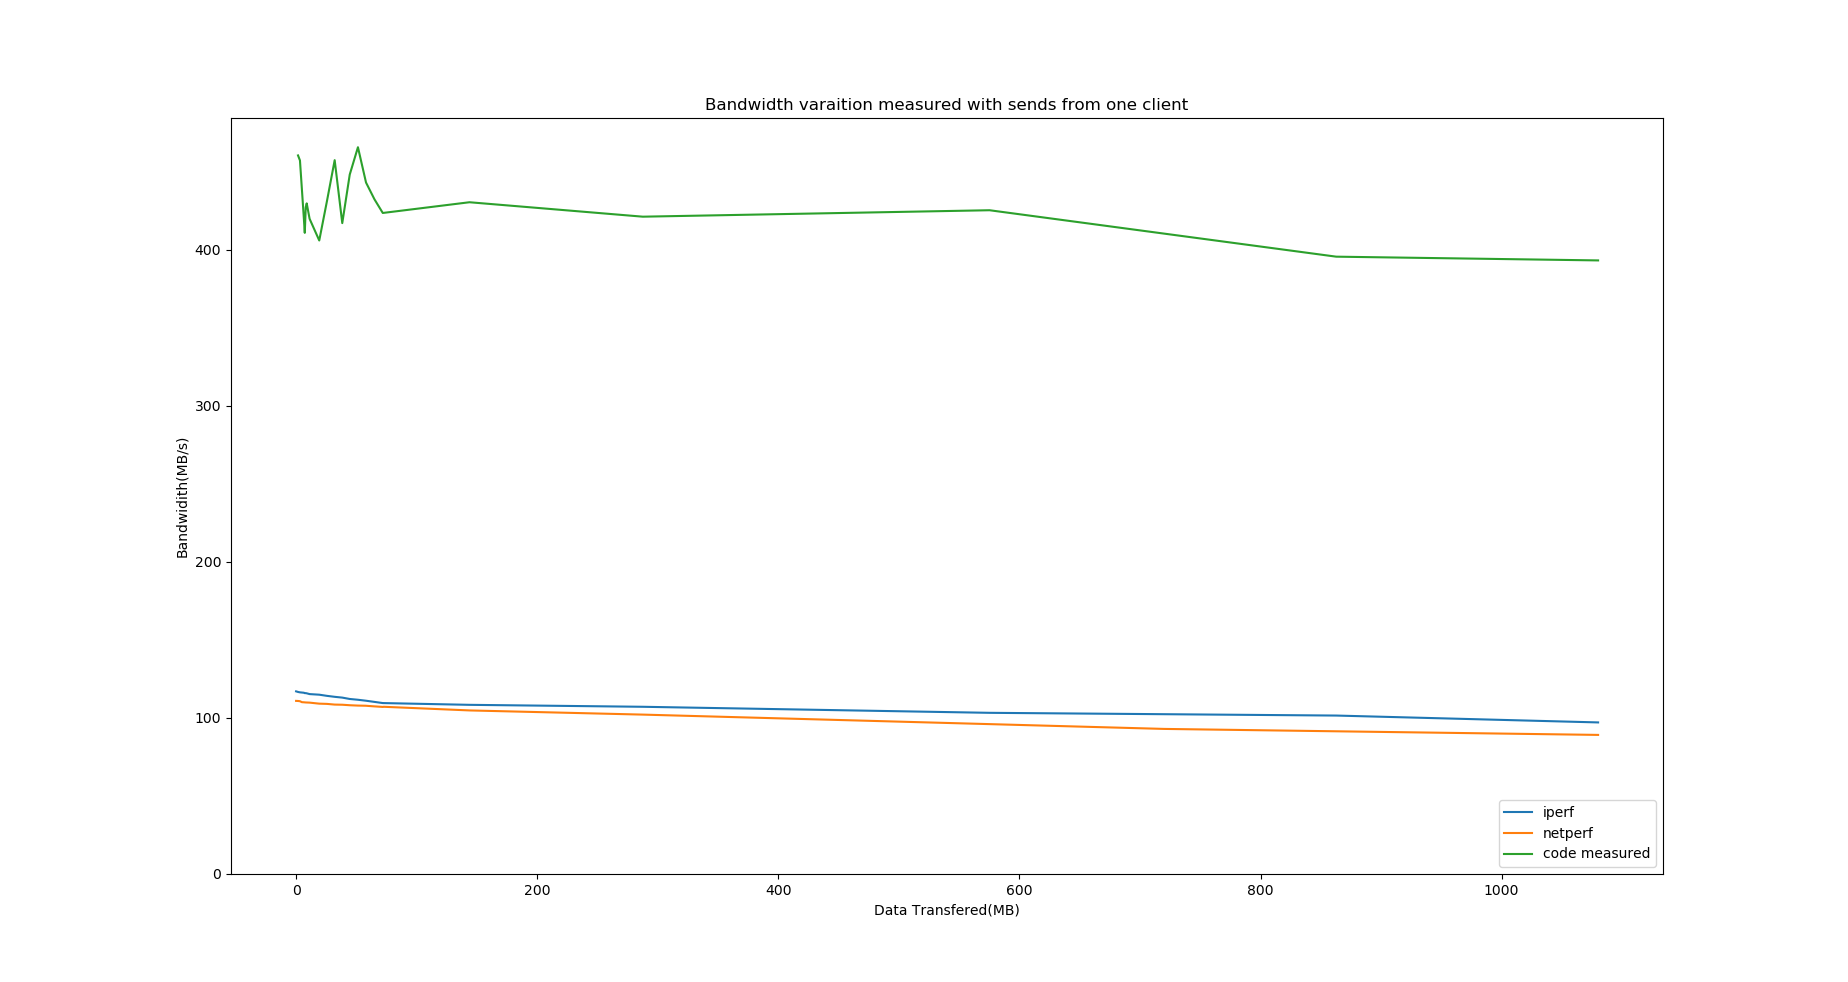 Bandwidth varaition measured with sends from one client
400
300
200
100
0
Bandwidith(MB/s)
0 200 400 600 800 1000
Data Transfered(MB)
iperf
netperf
code measured